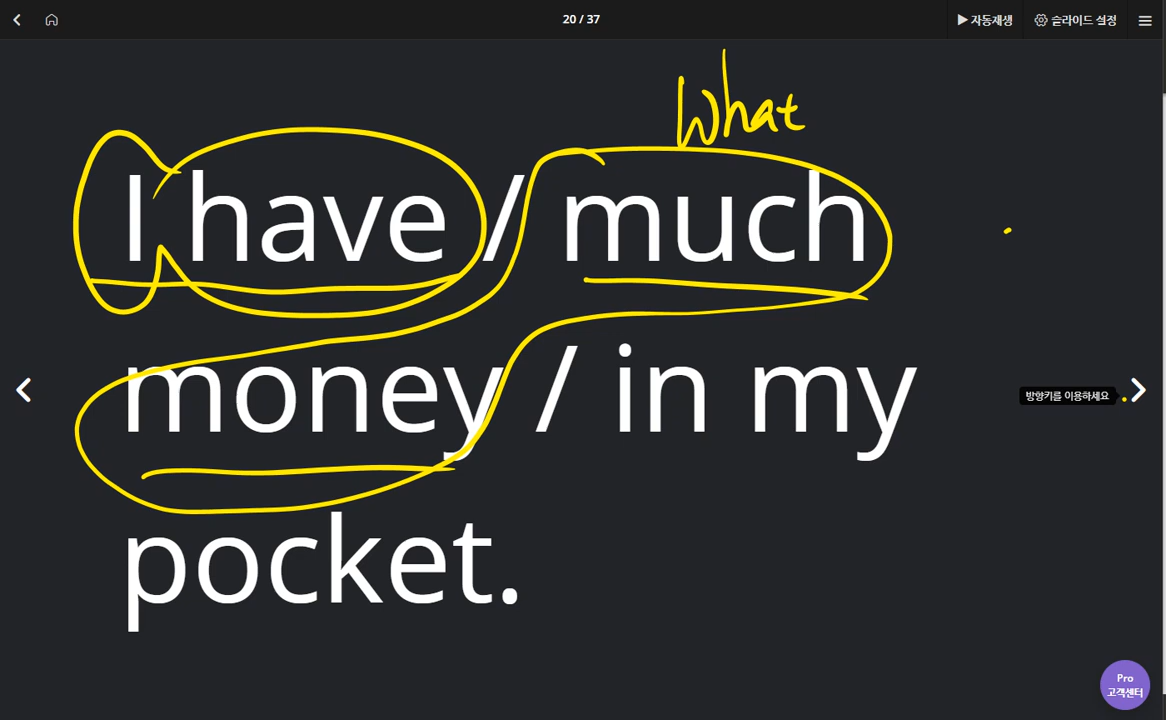 20 / 37
자동재생
슬라이드 설정
What
I have / much
money / in my
pocket.
방향키를 이용하세요
Pro
고객센터